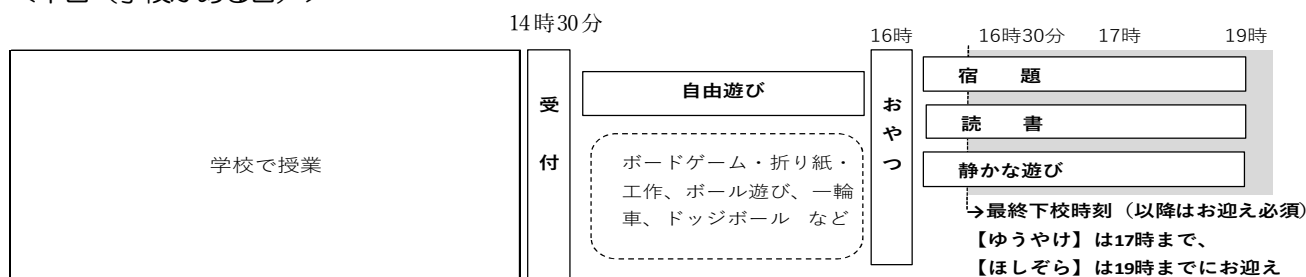 14時30分
16時
16時30分
17時
19時
学校で授業
受付
自由遊び
ボードゲーム・折り紙・
工作、ボール遊び、一輪
車、ドッジボール など
おやつ
宿 題
読 書
静かな遊び
→最終下校時刻（以降はお迎え必須）
【ゆうやけ】は17時まで、
【ほしぞら】は19時までにお迎え